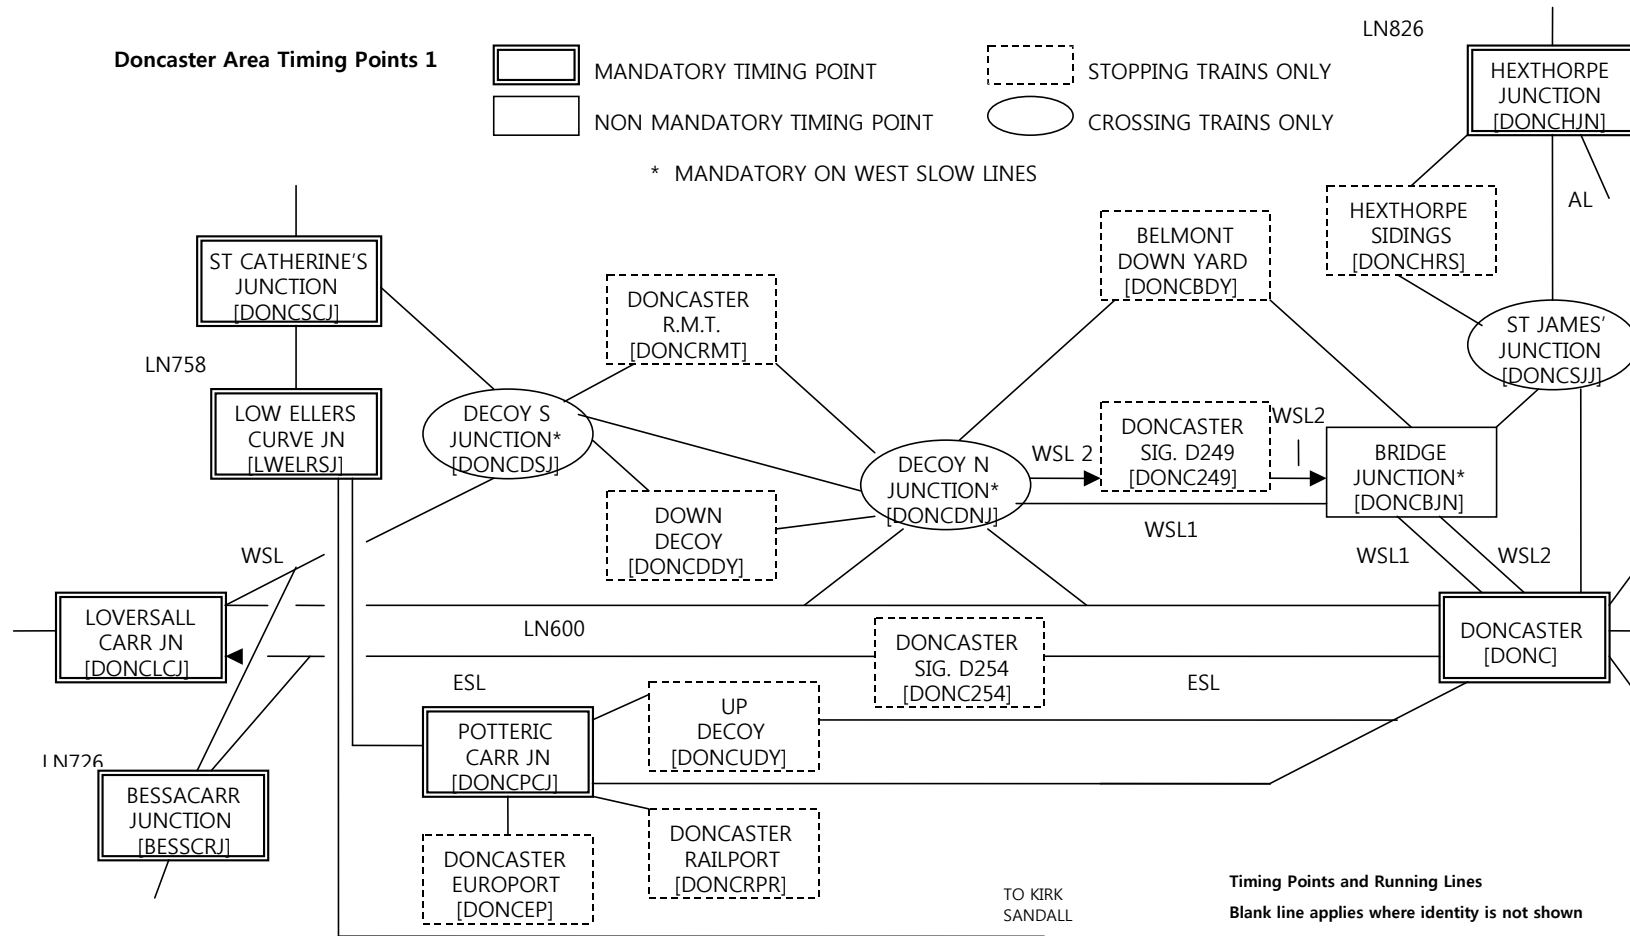 LN826
Doncaster Area Timing Points 1
MANDATORY TIMING POINT
STOPPING TRAINS ONLY
NON MANDATORY TIMING POINT
CROSSING TRAINS ONLY
* MANDATORY ON WEST SLOW LINES
HEXTHORPE
JUNCTION
[DONCHJN]
AL
HEXTHORPE
SIDINGS
[DONCHRS]
BELMONT
DOWN YARD
[DONCBDY]
ST CATHERINE'S
JUNCTION
[DONCSCJ]
DONCASTER
R.M.T.
[DONCRMT]
ST JAMES'
JUNCTION
[DONCSJJ]
LN758
LOW ELLERS
CURVE JN
[LWELRSJ]
DECOY S
JUNCTION*
[DONCDSJ]
DECOY N
JUNCTION*
[DONCDNJ]
WSL 2
DONCASTER
SIG. D249
[DONC249]
WSL2
BRIDGE
JUNCTION*
[DONCBJN]
DOWN
DECOY
[DONCDDY]
WSL1
WSL1
WSL2
WSL
LOVERSALL
CARR JN
[DONCLCJ]
LN600
DONCASTER
SIG. D254
[DONC254]
DONCASTER
[DONC]
ESL
ESL
UP
DECOY
[DONCUDY]
POTTERIC
CARR JN
[DONCPCJ]
LN726
BESSACARR
JUNCTION
[BESSCRJ]
DONCASTER
EUROPORT
[DONCEP]
DONCASTER
RAILPORT
[DONCRPR]
TO KIRK
SANDALL
Timing Points and Running Lines
Blank line applies where identity is not shown